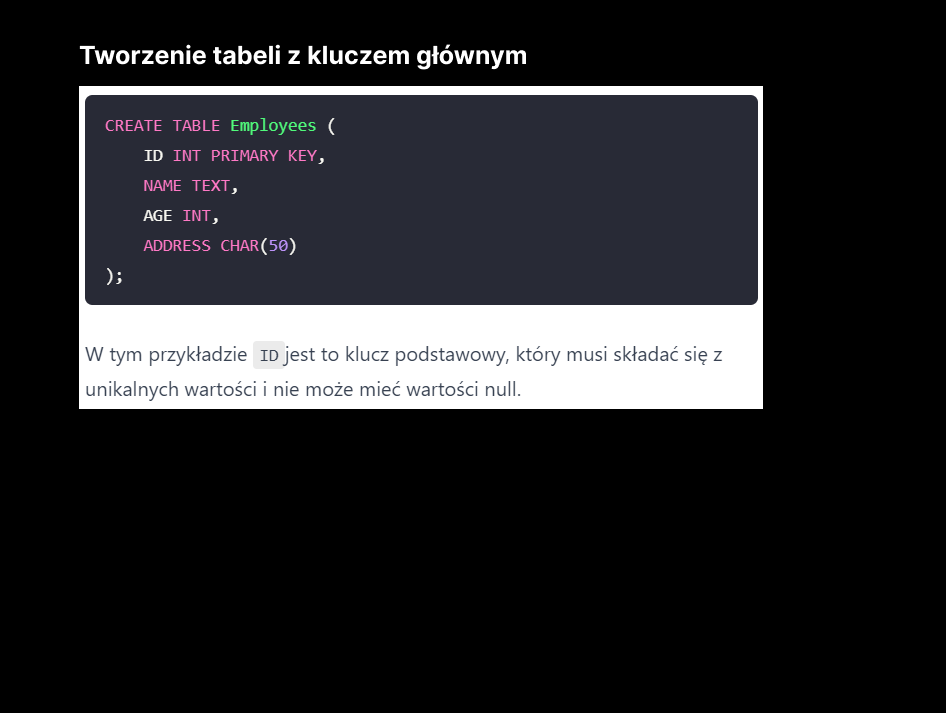 Tworzenie tabeli z kluczem głównym
CREATE TABLE Employees (
    ID INT PRIMARY KEY,
    NAME TEXT,
    AGE INT,
    ADDRESS CHAR(50)
);
W tym przykładzie ID jest to klucz podstawowy, który musi składać się z
unikalnych wartości i nie może mieć wartości null.